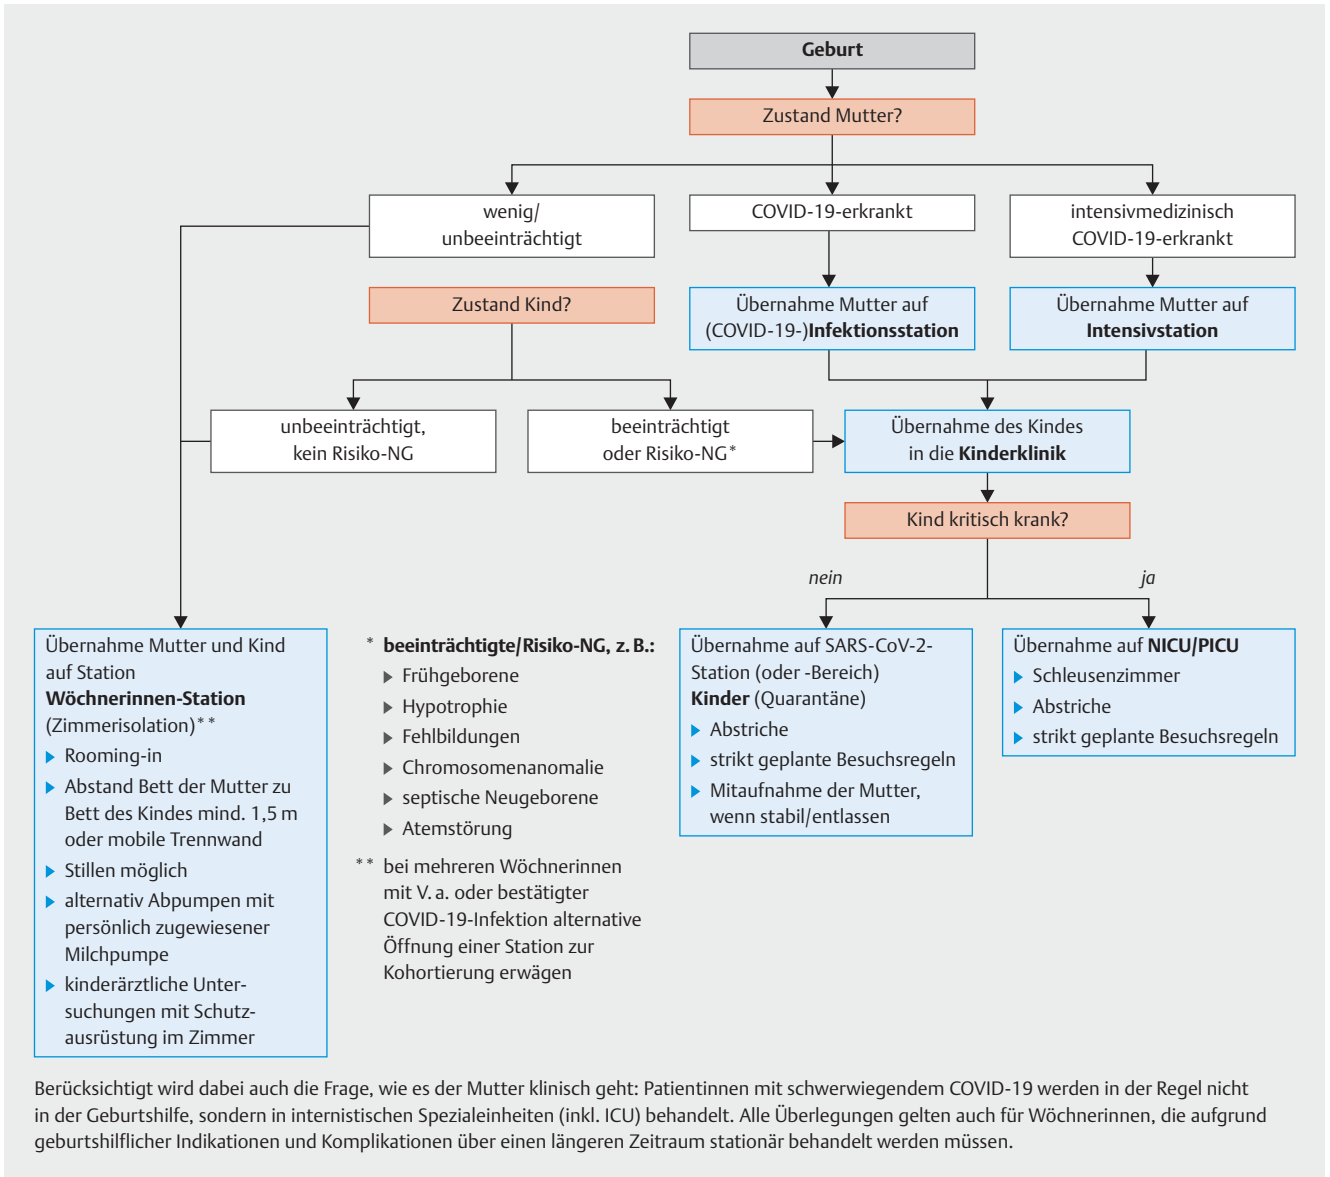 Geburt
Zustand Mutter?
wenig/
unbeeinträchtigt
COVID-19-erkrankt
intensivmedizinisch
COVID-19-erkrankt
Zustand Kind?
Übernahme Mutter auf
(COVID-19-)Infektionsstation
Übernahme Mutter auf
Intensivstation
unbeeinträchtigt,
kein Risiko-NG
beeinträchtigt
oder Risiko-NG*
Übernahme des Kindes
in die Kinderklinik
Kind kritisch krank?
nein
ja
Übernahme Mutter und Kind
auf Station
Wöchnerinnen-Station
(Zimmerisolation)**
Rooming-in
Abstand Bett der Mutter zu
Bett des Kindes mind. 1,5 m
oder mobile Trennwand
Stillen möglich
alternativ Abpumpen mit
persönlich zugewiesener
Milchpumpe
kinderärztliche Unter-
suchungen mit Schutz-
ausrüstung im Zimmer
* beeinträchtigte/Risiko-NG, z. B.:
Frühgeborene
Hypotrophie
Fehlbildungen
Chromosomenanomalie
septische Neugeborene
Atemstörung
** bei mehreren Wöchnerinnen
mit V. a. oder bestätigter
COVID-19-Infektion alternative
Öffnung einer Station zur
Kohortierung erwägen
Übernahme auf SARS-CoV-2-
Station (oder -Bereich)
Kinder (Quarantäne)
Abstriche
strikt geplante Besuchsregeln
Mitaufnahme der Mutter,
wenn stabil/entlassen
Übernahme auf NICU/PICU
Schleusenzimmer
Abstriche
strikt geplante Besuchsregeln
Berücksichtigt wird dabei auch die Frage, wie es der Mutter klinisch geht: Patientinnen mit schwerwiegendem COVID-19 werden in der Regel nicht
in der Geburtshilfe, sondern in internistischen Spezialeinheiten (inkl. ICU) behandelt. Alle Überlegungen gelten auch für Wöchnerinnen, die aufgrund
geburtshilflicher Indikationen und Komplikationen über einen längeren Zeitraum stationär behandelt werden müssen.